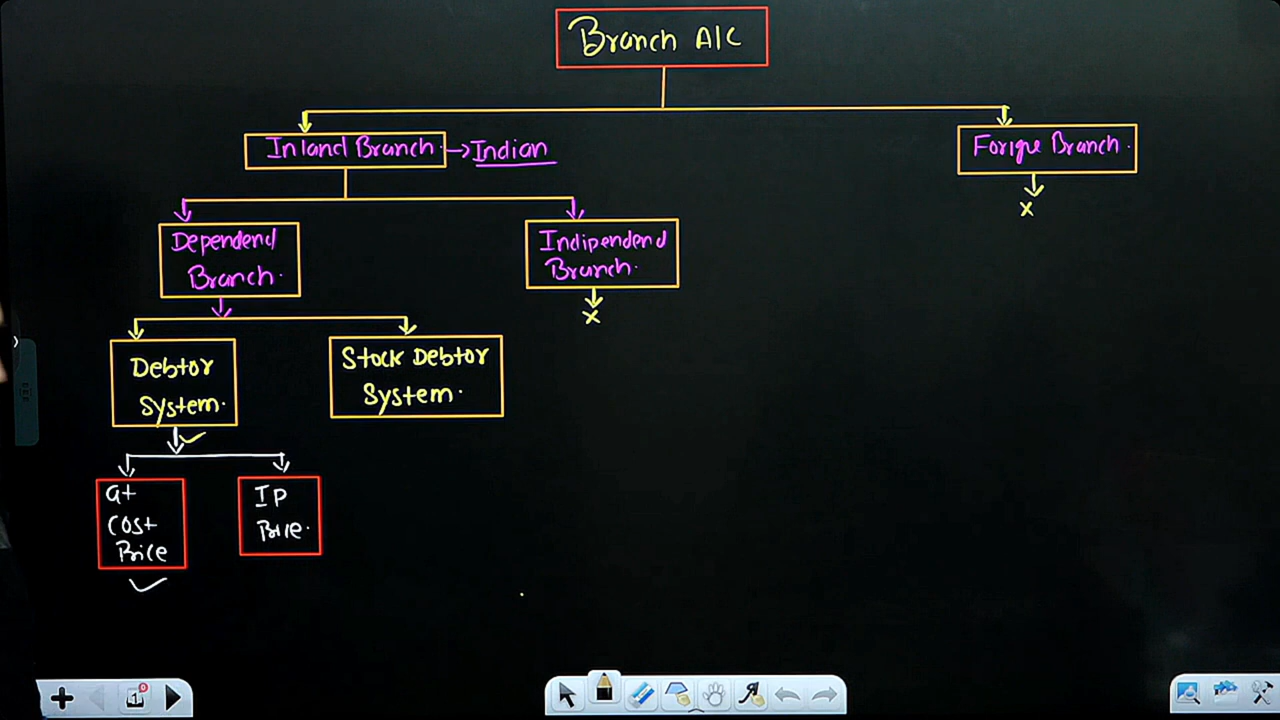 Branch A/C
Inland Branch. → Indian
Forigue Branch.
x
Dependend
Branch.
Indipendend
Branch.
x
Debtor
System.
Stock Debtor
System.
at
Cost
Price
IP
Price.
1